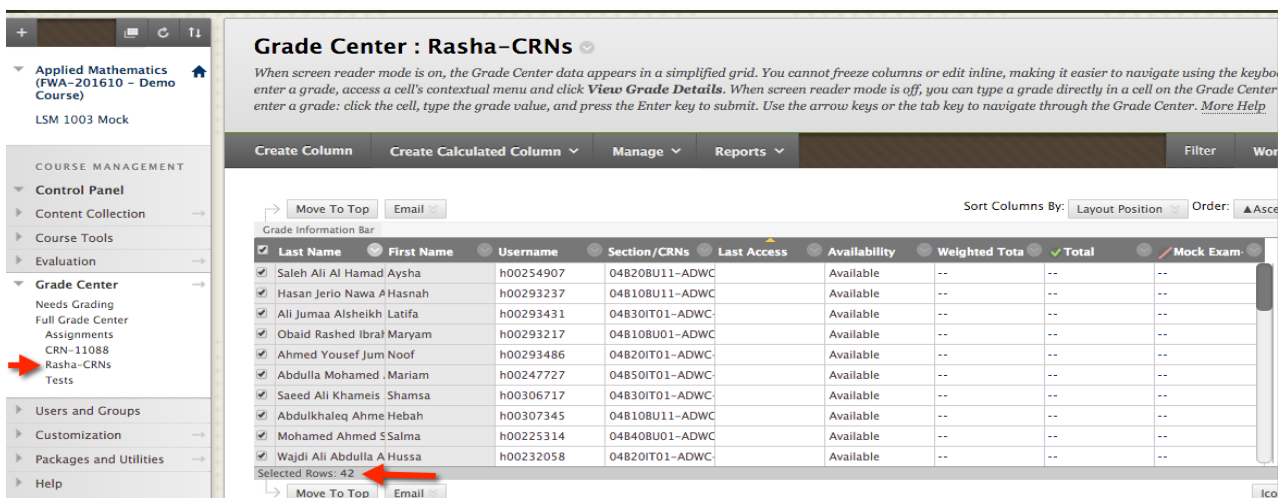 Applied Mathematics
(FWA-201610 - Demo
Course)
LSM 1003 Mock
COURSE MANAGEMENT
Control Panel
Content Collection
Course Tools
Evaluation
Grade Center
Needs Grading
Full Grade Center
Assignments
CRN-11088
Rasha-CRNs
Tests
Users and Groups
Customization
Packages and Utilities
Help
Grade Center : Rasha-CRNs
When screen reader mode is on, the Grade Center data appears in a simplified grid. You cannot freeze columns or edit inline, making it easier to navigate using the keybo
enter a grade, access a cell's contextual menu and click View Grade Details. When screen reader mode is off, you can type a grade directly in a cell on the Grade Center
enter a grade: click the cell, type the grade value, and press the Enter key to submit. Use the arrow keys or the tab key to navigate through the Grade Center. More Help
Create Column Create Calculated Column Manage Reports Filter Wor
Move To Top Email Sort Columns By: Layout Position Order: ▲Asce
Grade Information Bar
Last Name First Name Username Section/CRNs Last Access Availability Weighted Tota Total Mock Exam-
Saleh Ali Al Hamad Aysha h00254907 04B20BU11-ADWC Available -- -- --
Hasan Jerio Nawa A Hasnah h00293237 04B10BU11-ADWC Available -- -- --
Ali Jumaa Alsheikh Latifa h00293431 04B30IT01-ADWC- Available -- -- --
Obaid Rashed Ibrah Maryam h00293217 04B10BU01-ADWC Available -- -- --
Ahmed Yousef Jum Noof h00293486 04B20IT01-ADWC- Available -- -- --
Abdulla Mohamed Mariam h00247727 04B50IT01-ADWC- Available -- -- --
Saeed Ali Khameis Shamsa h00306717 04B30IT01-ADWC- Available -- -- --
Abdulkhaleq Ahme Hebah h00307345 04B10BU11-ADWC Available -- -- --
Mohamed Ahmed S Salma h00225314 04B40BU01-ADWC Available -- -- --
Wajdi Ali Abdulla A Hussa h00232058 04B20IT01-ADWC- Available -- -- --
Selected Rows: 42
Move To Top Email Ico